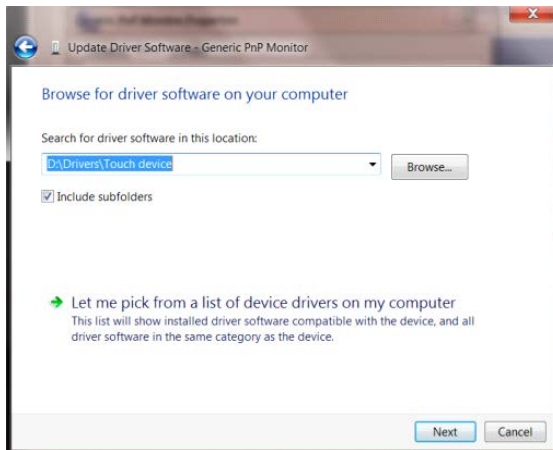 Update Driver Software - Generic PnP Monitor
Browse for driver software on your computer
Search for driver software in this location:
D:\Drivers\Touch device
Browse...
Include subfolders
Let me pick from a list of device drivers on my computer
This list will show installed driver software compatible with the device, and all
driver software in the same category as the device.
Next
Cancel